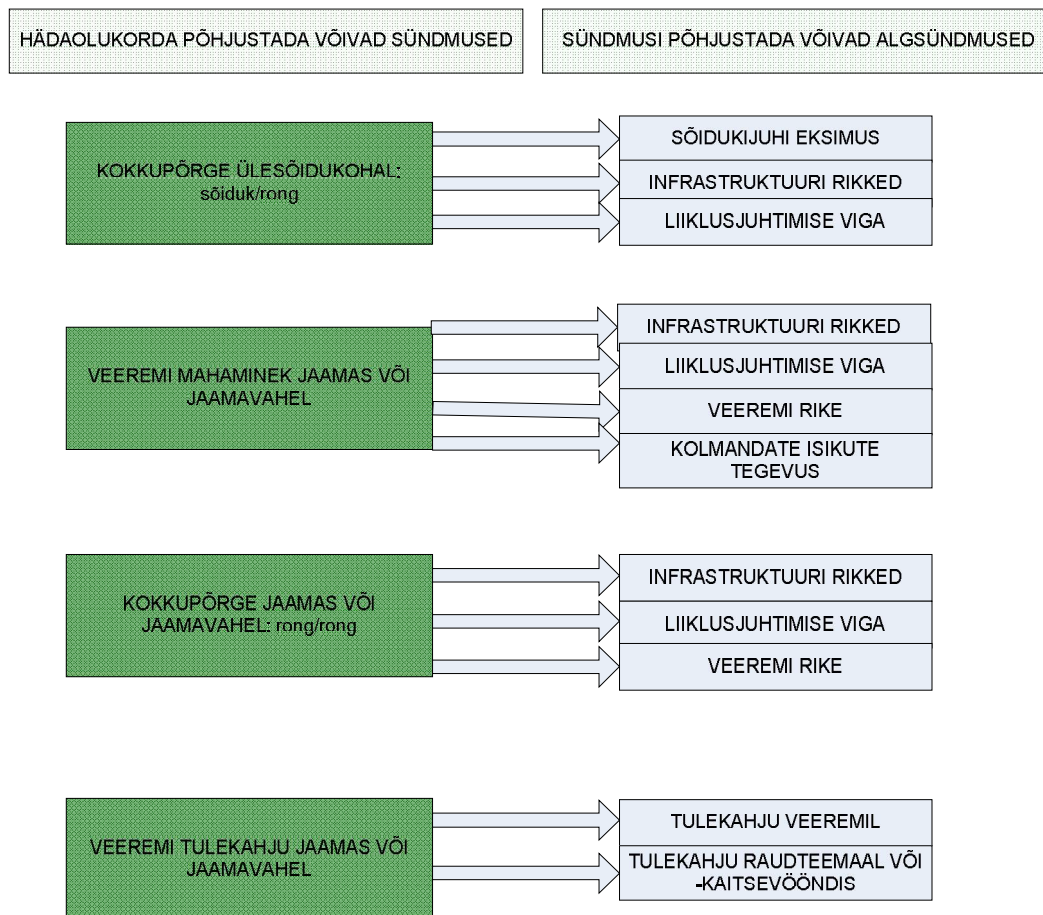 HÄDAOLUKORDA PÕHJUSTADA VÕIVAD SÜNDMUSED
SÜNDMUSI PÕHJUSTADA VÕIVAD ALGSÜNDMUSED
KOKKUPÕRGE ÜLESÕIDUKOHAL:
sõiduk/rong
SÕIDUKIJUHI EKSIMUS
INFRASTRUKTUURI RIKKED
LIIKLUSJUHTIMISE VIGA
VEEREMI MAHAMINEK JAAMAS VÕI
JAAMAVAHEL
INFRASTRUKTUURI RIKKED
LIIKLUSJUHTIMISE VIGA
VEEREMI RIKE
KOLMANDATE ISIKUTE
TEGEVUS
KOKKUPÕRGE JAAMAS VÕI
JAAMAVAHEL: rong/rong
INFRASTRUKTUURI RIKKED
LIIKLUSJUHTIMISE VIGA
VEEREMI RIKE
VEEREMI TULEKAHJU JAAMAS VÕI
JAAMAVAHEL
TULEKAHJU VEEREMIL
TULEKAHJU RAUDTEEMAAL VÕI
-KAITSEVÖÖNDIS